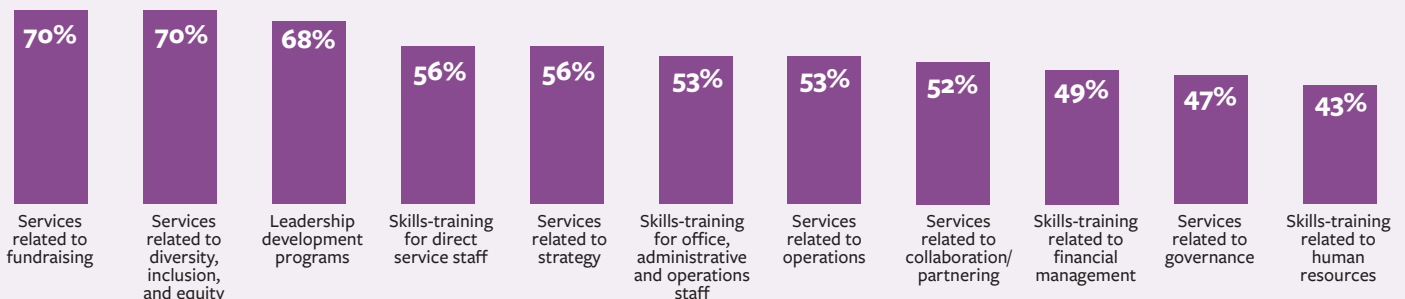 70%
70%
68%
56%
56%
53%
53%
52%
49%
47%
43%
Services
related to
fundraising
Services
related to
diversity,
inclusion,
and equity
Leadership
development
programs
Skills-training
for direct
service staff
Services
related to
strategy
Skills-training
for office,
administrative
and operations
staff
Services
related to
operations
Services
related to
collaboration/
partnering
Skills-training
related to
financial
management
Services
related to
governance
Skills-training
related to
human
resources